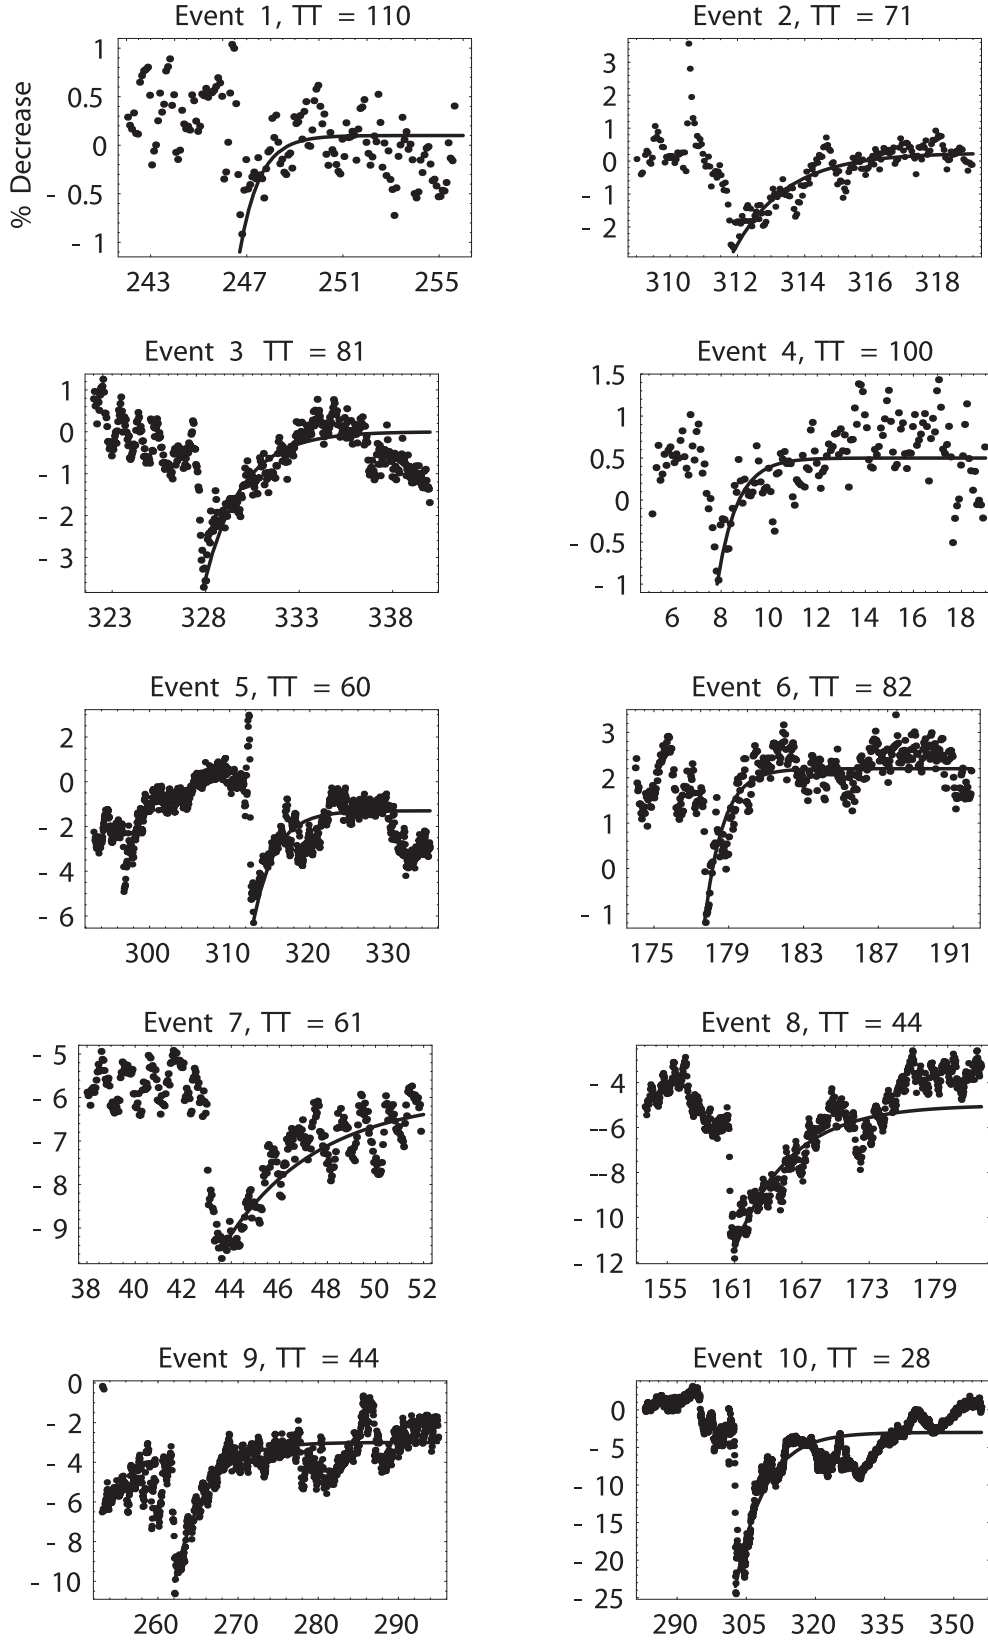 Event 1, TT = 110
Event 2, TT = 71
% Decrease
1
0.5
0
- 0.5
- 1
243 247 251 255
3
2
1
0
- 1
- 2
310 312 314 316 318
Event 3 TT = 81
Event 4, TT = 100
1
0
- 1
- 2
- 3
323 328 333 338
1.5
1
0.5
0
- 0.5
- 1
6 8 10 12 14 16 18
Event 5, TT = 60
Event 6, TT = 82
2
0
- 2
- 4
- 6
300 310 320 330
3
2
1
0
- 1
175 179 183 187 191
Event 7, TT = 61
Event 8, TT = 44
- 5
- 6
- 7
- 8
- 9
38 40 42 44 46 48 50 52
- 4
--6
--8
- 10
- 12
155 161 167 173 179
Event 9, TT = 44
Event 10, TT = 28
0
- 2
- 4
- 6
- 8
- 10
260 270 280 290
0
- 5
- 10
- 15
- 20
- 25
290 305 320 335 350